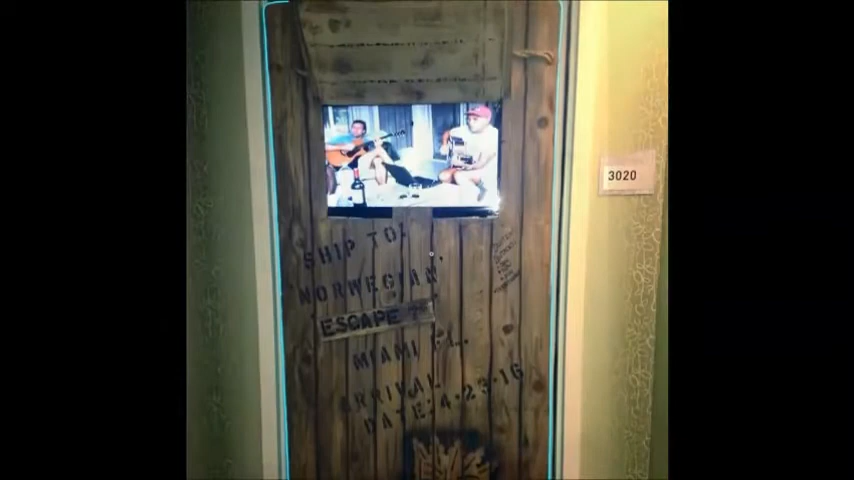 3020
SHIP TO:
NORWEGIAN
ESCAPE
MIAMI FL.
ARRIVAL
DATE: 4-23-16